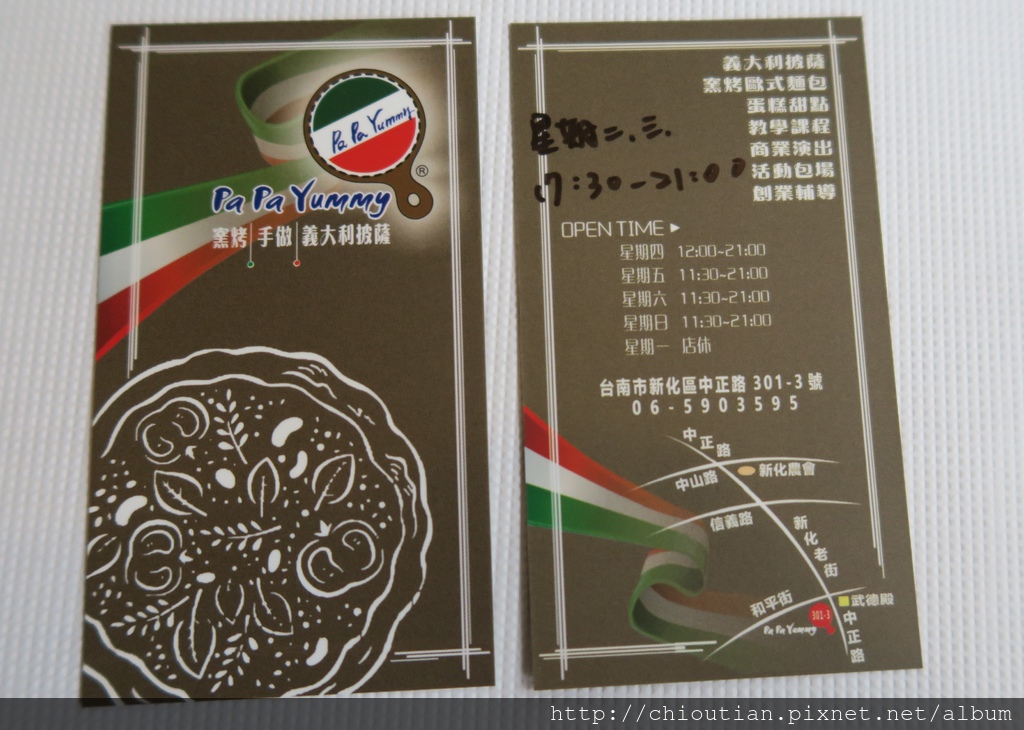 Pa Pa Yummy
®
Pa Pa Yummy
窯烤 手做 義大利披薩
義大利披薩
窯烤歐式麵包
蛋糕甜點
教學課程
商業演出
活動包場
創業輔導
星期二.三.
17:30-21:00
OPEN TIME ▶
星期四 12:00~21:00
星期五 11:30~21:00
星期六 11:30~21:00
星期日 11:30~21:00
星期一 店休
台南市新化區中正路 301-3 號
06-5903595
中正路
新化農會
中山路
信義路
新化老街
和平街
武德殿
301-3
Pa Pa Yummy
中正路
http://chioutian.pixnet.net/album